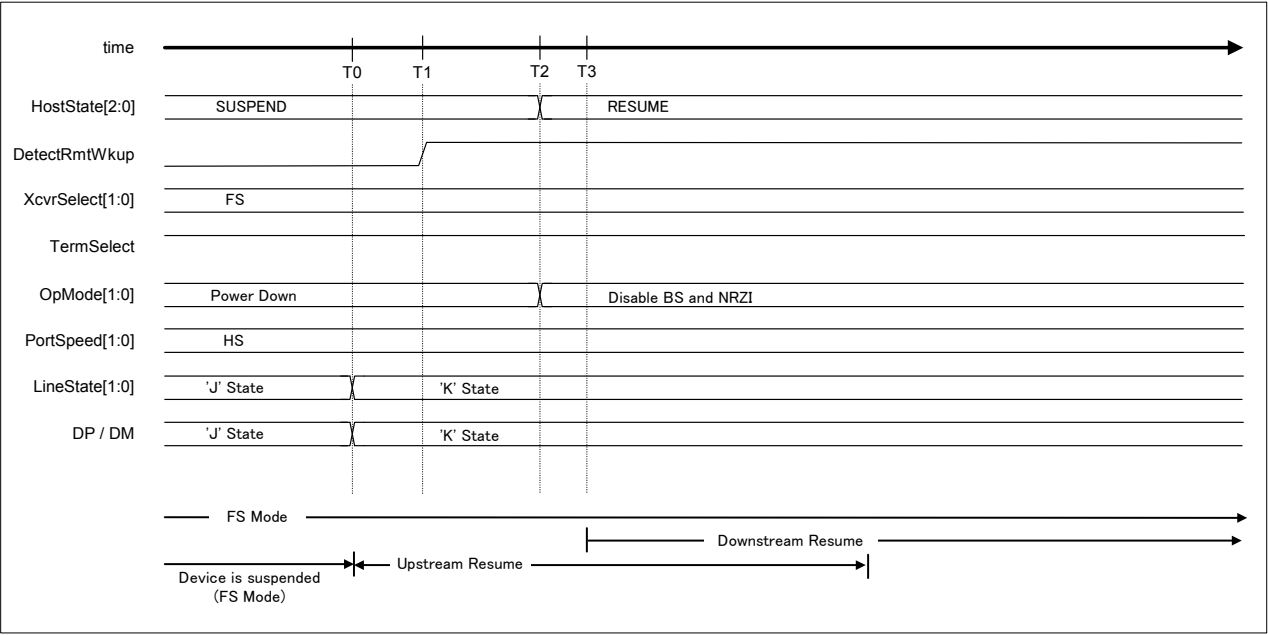 time
T0 T1 T2 T3
HostState[2:0] SUSPEND RESUME
DetectRmtWkup
XcvrSelect[1:0] FS
TermSelect
OpMode[1:0] Power Down Disable BS and NRZI
PortSpeed[1:0] HS
LineState[1:0] 'J' State 'K' State
DP / DM 'J' State 'K' State
FS Mode
Downstream Resume
Upstream Resume
Device is suspended
(FS Mode)